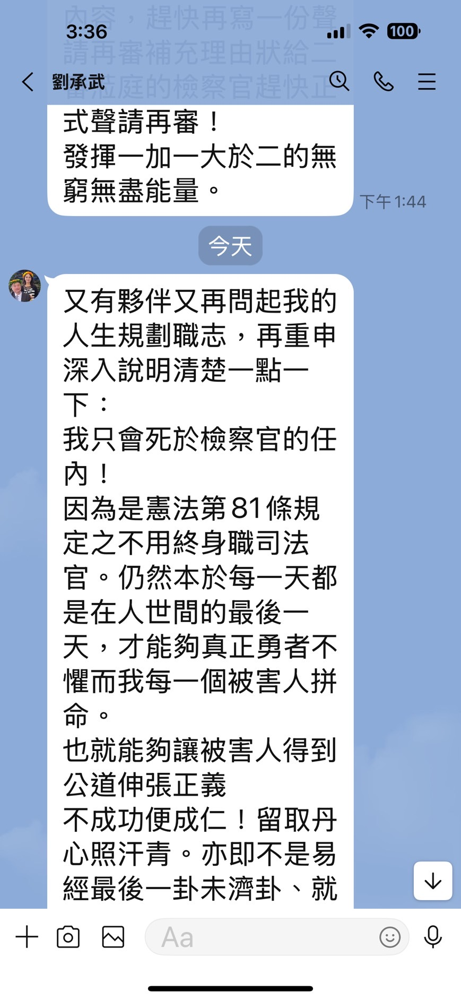 內容，趕快再寫一份聲
3:36
100
請再審補充理由狀給二
劉承武
審蒞庭的檢察官趕快正
式聲請再審！
發揮一加一大於二的無
窮無盡能量。
下午1:44
今天
又有夥伴又再問起我的
人生規劃職志，再重申
深入說明清楚一點一
下：
我只會死於檢察官的任
內！
因為是憲法第81條規
定之不用終身職司法
官。仍然本於每一天都
是在人世間的最後一
天，才能夠真正勇者不
懼而我每一個被害人拼
命。
也就能夠讓被害人得到
公道伸張正義
不成功便成仁！留取丹
心照汗青。亦即不是易
經最後一卦未濟卦、就
Aa